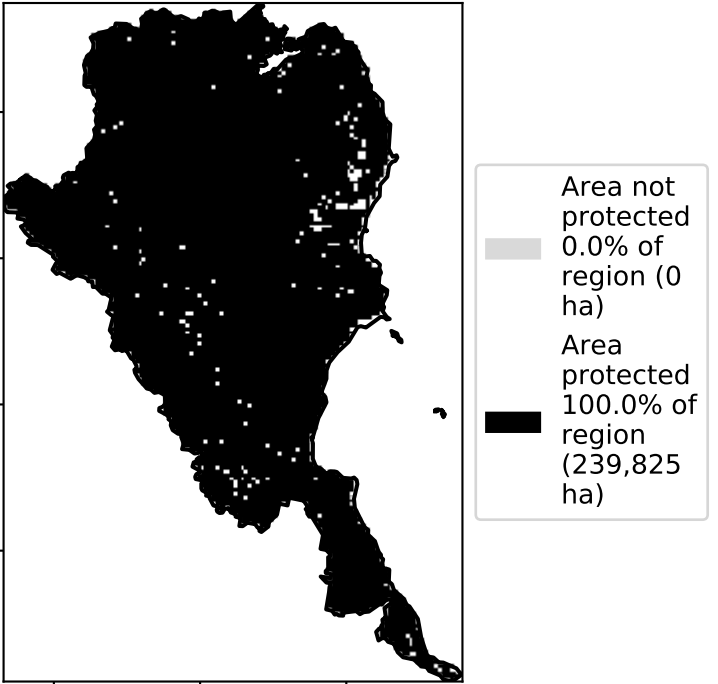 Area not
protected
0.0% of
region (0
ha)
Area
protected
100.0% of
region
(239,825
ha)